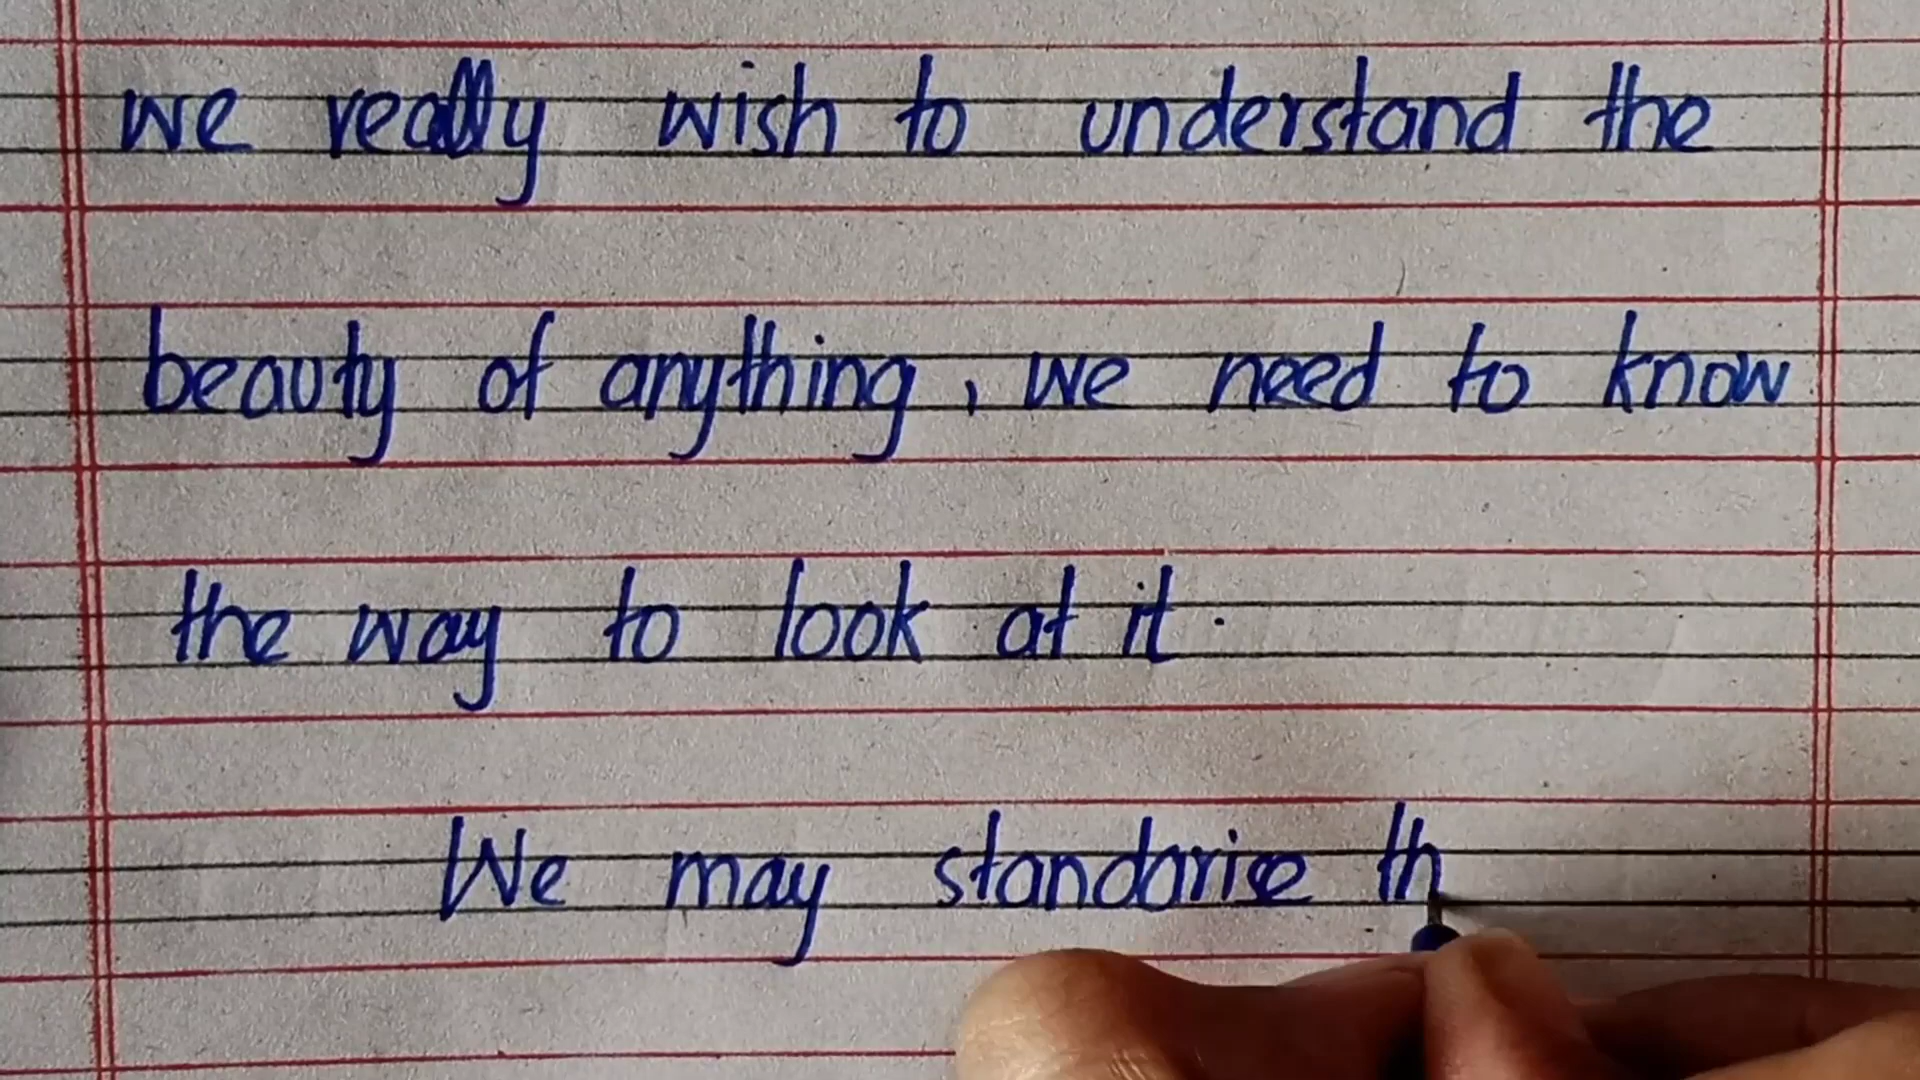 we really wish to understand the
beauty of anything, we need to know
the way to look at it.
We may standarise th